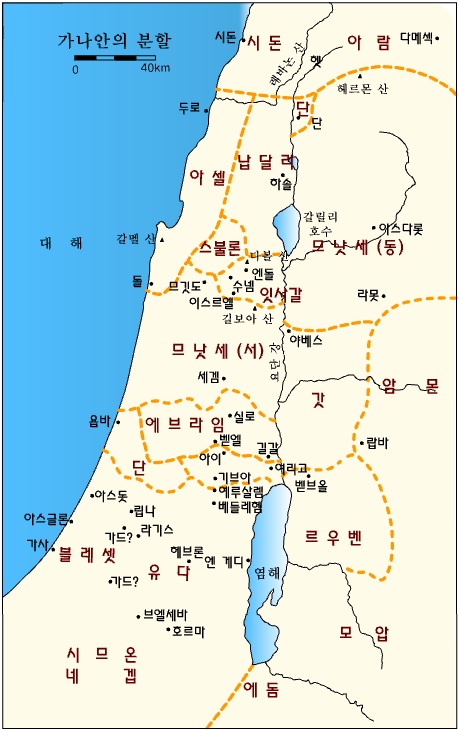 가나안의 분할
0 40km
시돈
시돈
아람
다메섹
레바논 산
헷
헤르몬 산
두로
단
단
납달리
아셀
하솔
갈릴리
호수
이스다롯
대해
갈멜 산
스불론
다볼 산
므낫세(동)
엔돌
돌
므깃도
수넴
잇사갈
이스르엘
라못
길보아 산
야베스
므낫세(서)
요단 강
세겜
갓
암몬
욥바
에브라임
실로
벧엘
랍바
단
아이
길갈
여리고
기브아
벧브올
예루살렘
베들레헴
아스돗
립나
아스글론
가드?
라기스
르우벤
가사
블레셋
헤브론
엔 게디
염해
유다
가드?
브엘세바
호르마
모압
시므온
네겝
에돔